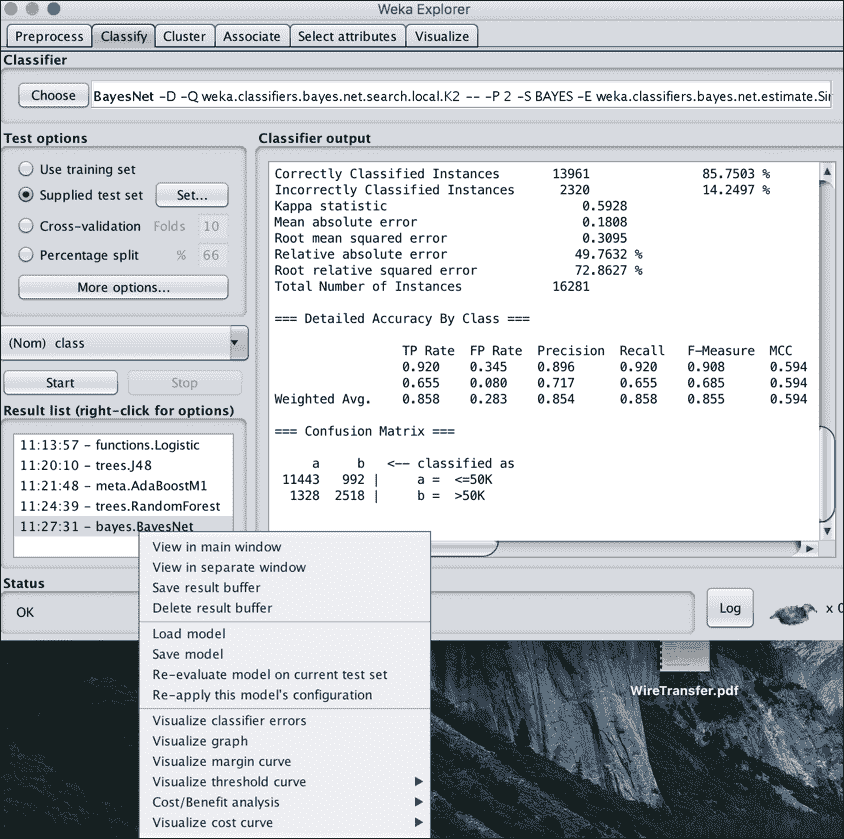 Weka Explorer
Preprocess Classify Cluster Associate Select attributes Visualize
Classifier
Choose BayesNet -D -Q weka.classifiers.bayes.net.search.local.K2 -- -P 2 -S BAYES -E weka.classifiers.bayes.net.estimate.Si
Test options
Use training set
Supplied test set Set...
Cross-validation Folds 10
Percentage split % 66
More options...
(Nom) class
Start Stop
Result list (right-click for options)
11:13:57 - functions.Logistic
11:20:10 - trees.J48
11:21:48 - meta.AdaBoostM1
11:24:39 - trees.RandomForest
11:27:31 - bayes.BayesNet
Classifier output
Correctly Classified Instances 13961 85.7503 %
Incorrectly Classified Instances 2320 14.2497 %
Kappa statistic 0.5928
Mean absolute error 0.1808
Root mean squared error 0.3095
Relative absolute error 49.7632 %
Root relative squared error 72.8627 %
Total Number of Instances 16281
=== Detailed Accuracy By Class ===
TP Rate FP Rate Precision Recall F-Measure MCC
0.920 0.345 0.896 0.920 0.908 0.594
0.655 0.080 0.717 0.655 0.685 0.594
Weighted Avg. 0.858 0.283 0.854 0.858 0.855 0.594
=== Confusion Matrix ===
a b <-- classified as
11443 992 | a = <=50K
1328 2518 | b = >50K
View in main window
View in separate window
Save result buffer
Delete result buffer
Load model
Save model
Re-evaluate model on current test set
Re-apply this model's configuration
Visualize classifier errors
Visualize graph
Visualize margin curve
Visualize threshold curve
Cost/Benefit analysis
Visualize cost curve
Status
OK
Log x 0
WireTransfer.pdf